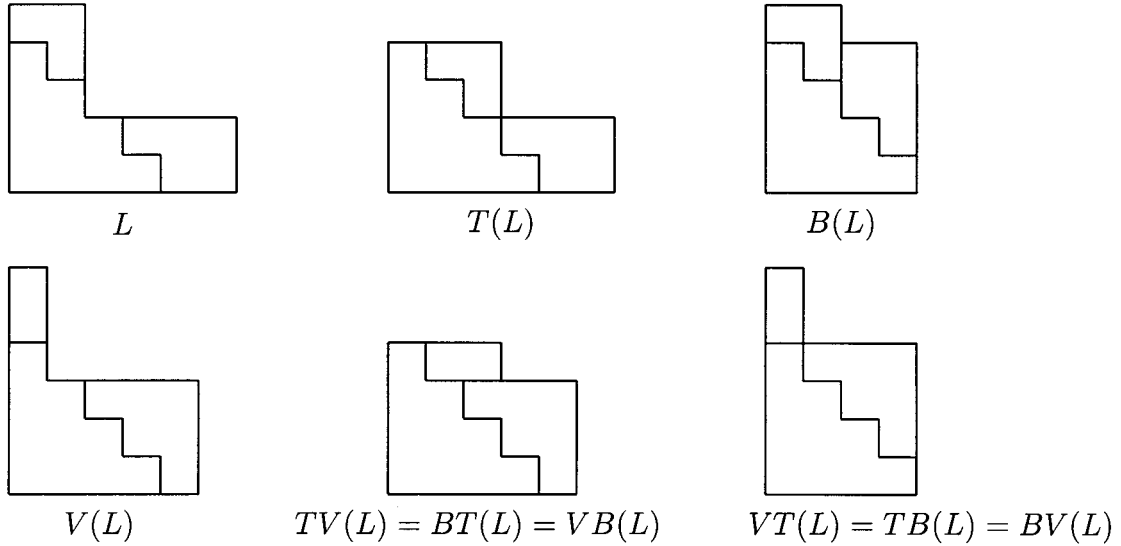 L T(L) B(L)
V(L) TV(L) = BT(L) = VB(L) VT(L) = TB(L) = BV(L)